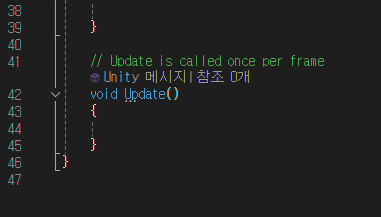 38
39 }
40
41 // Update is called once per frame
Unity 메시지|참조 0개
42 void Update()
43 {
44
45 }
46 }
47